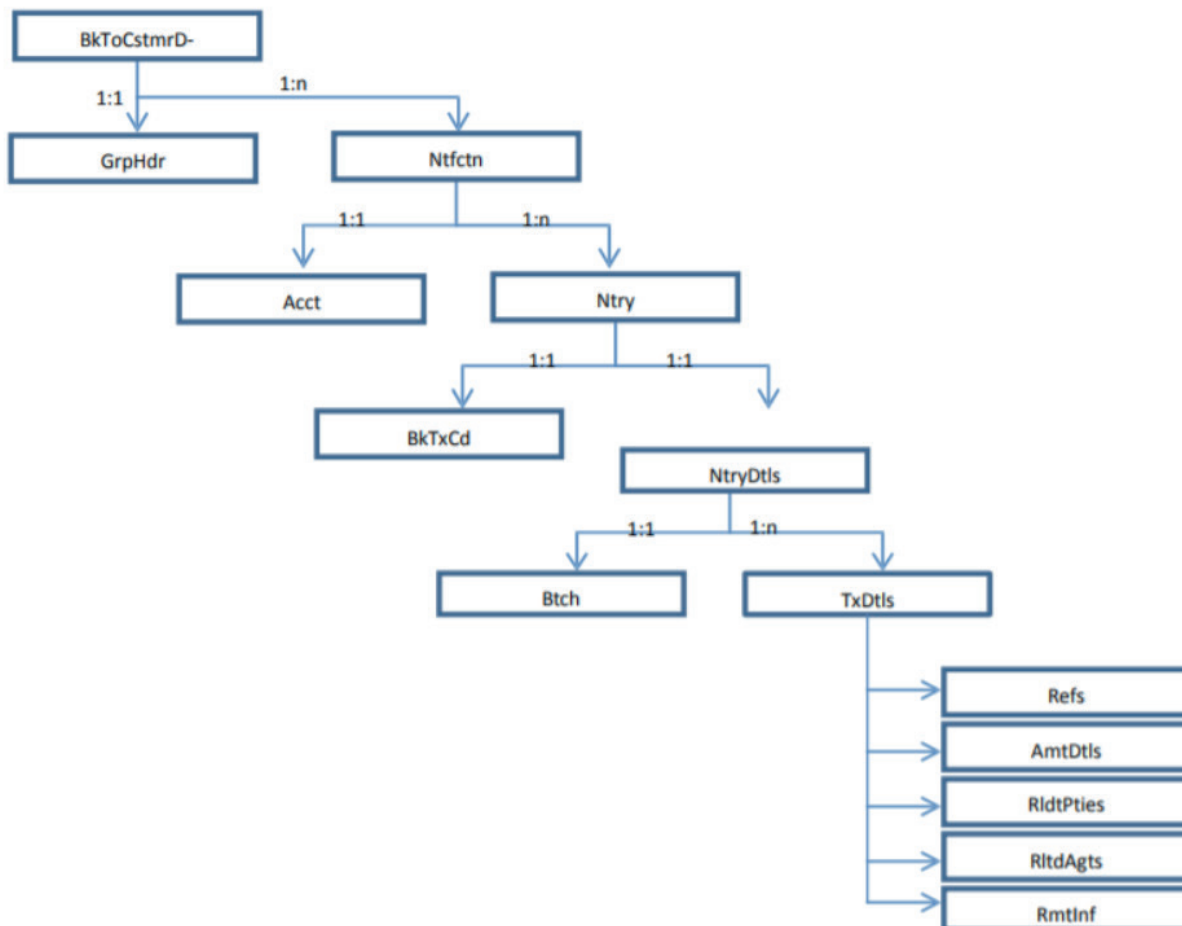 BkToCstmrD-
1:1
1:n
GrpHdr
Ntfctn
1:1
1:n
Acct
Ntry
1:1
1:1
BkTxCd
NtryDtls
1:1
1:n
Btch
TxDtls
Refs
AmtDtls
RldtPties
RltdAgts
RmtInf